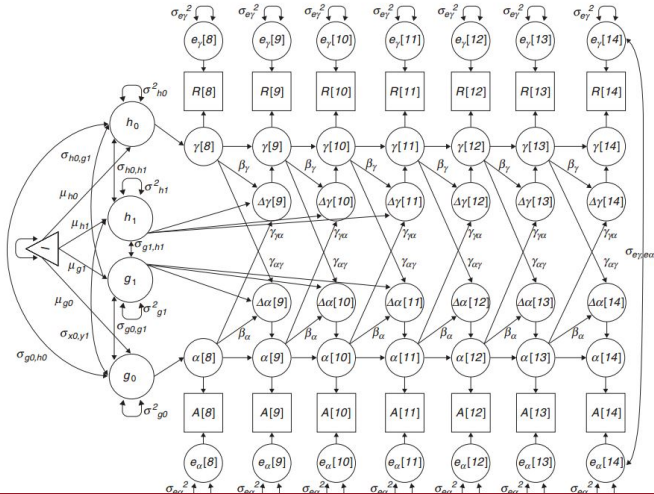 σeγ² σeγ² σeγ² σeγ² σeγ² σeγ² σeγ²
eγ[8] eγ[9] eγ[10] eγ[11] eγ[12] eγ[13] eγ[14]
R[8] R[9] R[10] R[11] R[12] R[13] R[14]
σ²h0
h0
γ[8] γ[9] γ[10] γ[11] γ[12] γ[13] γ[14]
βγ βγ βγ βγ βγ βγ
σh0,g1
σh0,h1
μh0
σ²h1
Δγ[9] Δγ[10] Δγ[11] Δγ[12] Δγ[13] Δγ[14]
h1
μh1
γγα γγα γγα γγα γγα γγα
σg1,h1
σeγ,eα
μg1
γαγ γαγ γαγ γαγ γαγ γαγ
g1
μg0
σ²g1
Δα[9] Δα[10] Δα[11] Δα[12] Δα[13] Δα[14]
σg0,g1
σx0,y1
βα βα βα βα βα βα
σg0,h0
g0
α[8] α[9] α[10] α[11] α[12] α[13] α[14]
σ²g0
A[8] A[9] A[10] A[11] A[12] A[13] A[14]
eα[8] eα[9] eα[10] eα[11] eα[12] eα[13] eα[14]
σeα² σeα² σeα² σeα² σeα² σeα² σeα²